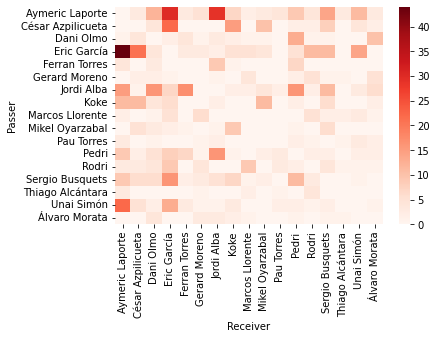 Passer
Aymeric Laporte
César Azpilicueta
Dani Olmo
Eric García
Ferran Torres
Gerard Moreno
Jordi Alba
Koke
Marcos Llorente
Mikel Oyarzabal
Pau Torres
Pedri
Rodri
Sergio Busquets
Thiago Alcántara
Unai Simón
Álvaro Morata
Aymeric Laporte
César Azpilicueta
Dani Olmo
Eric García
Ferran Torres
Gerard Moreno
Jordi Alba
Koke
Marcos Llorente
Mikel Oyarzabal
Pau Torres
Pedri
Rodri
Sergio Busquets
Thiago Alcántara
Unai Simón
Álvaro Morata
Receiver
40
35
30
25
20
15
10
5
0